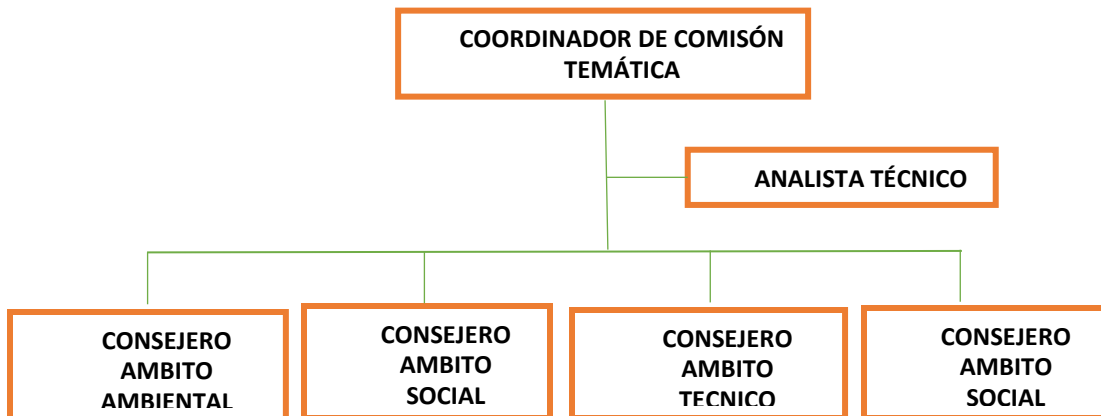 COORDINADOR DE COMISÓN
TEMÁTICA
ANALISTA TÉCNICO
CONSEJERO
AMBITO
AMBIENTAL
CONSEJERO
AMBITO
SOCIAL
CONSEJERO
AMBITO
TECNICO
CONSEJERO
AMBITO
SOCIAL